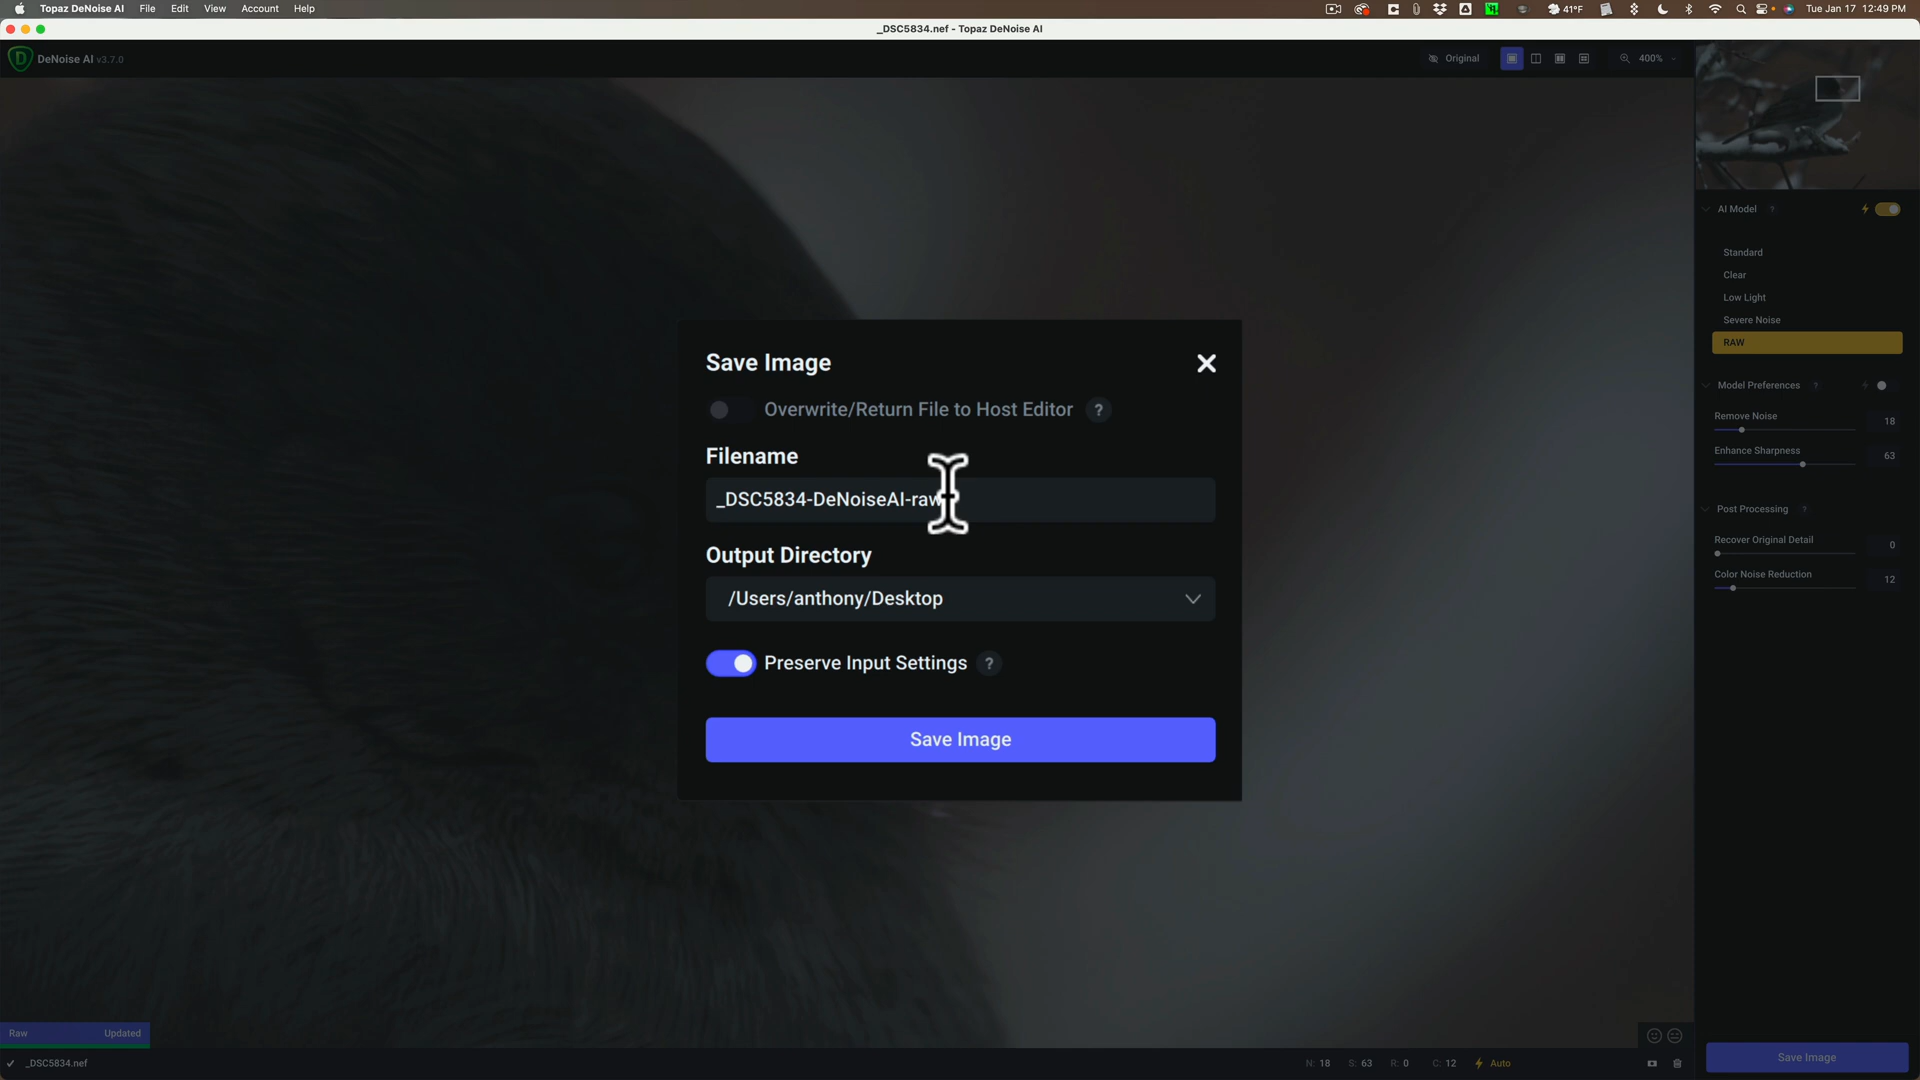 Topaz DeNoise AI File Edit View Account Help 41°F Tue Jan 17 12:49 PM
_DSC5834.nef - Topaz DeNoise AI
DeNoise AI v3.7.0 Original 400%
AI Model ?
Standard
Clear
Low Light
Severe Noise
RAW
Model Preferences ?
Remove Noise 18
Enhance Sharpness 63
Post Processing ?
Recover Original Detail 0
Color Noise Reduction 12
Save Image
Overwrite/Return File to Host Editor ?
Filename
_DSC5834-DeNoiseAI-raw
Output Directory
/Users/anthony/Desktop
Preserve Input Settings ?
Save Image
Raw Updated
_DSC5834.nef N: 18 S: 63 R: 0 C: 12 Auto
Save Image